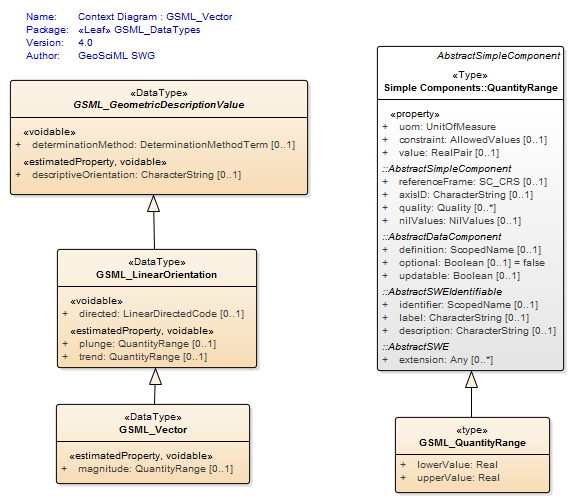 Name: Context Diagram : GSML_Vector
Package: «Leaf» GSML_DataTypes
Version: 4.0
Author: GeoSciML SWG
«DataType»
GSML_GeometricDescriptionValue
«voidable»
+ determinationMethod: DeterminationMethodTerm [0..1]
«estimatedProperty, voidable»
+ descriptiveOrientation: CharacterString [0..1]
«DataType»
GSML_LinearOrientation
«voidable»
+ directed: LinearDirectedCode [0..1]
«estimatedProperty, voidable»
+ plunge: QuantityRange [0..1]
+ trend: QuantityRange [0..1]
«DataType»
GSML_Vector
«estimatedProperty, voidable»
+ magnitude: QuantityRange [0..1]
AbstractSimpleComponent
«Type»
Simple Components::QuantityRange
«property»
+ uom: UnitOfMeasure
+ constraint: AllowedValues [0..1]
+ value: RealPair [0..1]
::AbstractSimpleComponent
+ referenceFrame: SC_CRS [0..1]
+ axisID: CharacterString [0..1]
+ quality: Quality [0..*]
+ nilValues: NilValues [0..1]
::AbstractDataComponent
+ definition: ScopedName [0..1]
+ optional: Boolean [0..1] = false
+ updatable: Boolean [0..1]
::AbstractSWEIdentifiable
+ identifier: ScopedName [0..1]
+ label: CharacterString [0..1]
+ description: CharacterString [0..1]
::AbstractSWE
+ extension: Any [0..*]
«type»
GSML_QuantityRange
+ lowerValue: Real
+ upperValue: Real